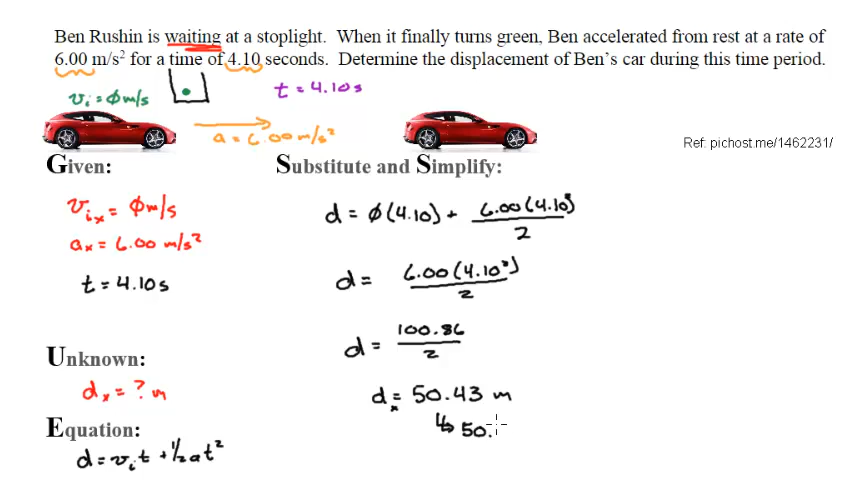 Ben Rushin is waiting at a stoplight. When it finally turns green, Ben accelerated from rest at a rate of
6.00 m/s² for a time of 4.10 seconds. Determine the displacement of Ben's car during this time period.
vᵢ = ∅ m/s
t = 4.10 s
a = 6.00 m/s²
Ref: pichost.me/1462231/
Given:
vᵢₓ = ∅ m/s
aₓ = 6.00 m/s²
t = 4.10 s
Unknown:
dₓ = ? m
Equation:
d = vᵢt + ½at²
Substitute and Simplify:
d = ∅(4.10) + 6.00(4.10²)/2
d = 6.00(4.10²)/2
d = 100.86/2
dₓ = 50.43 m
↳ 50.